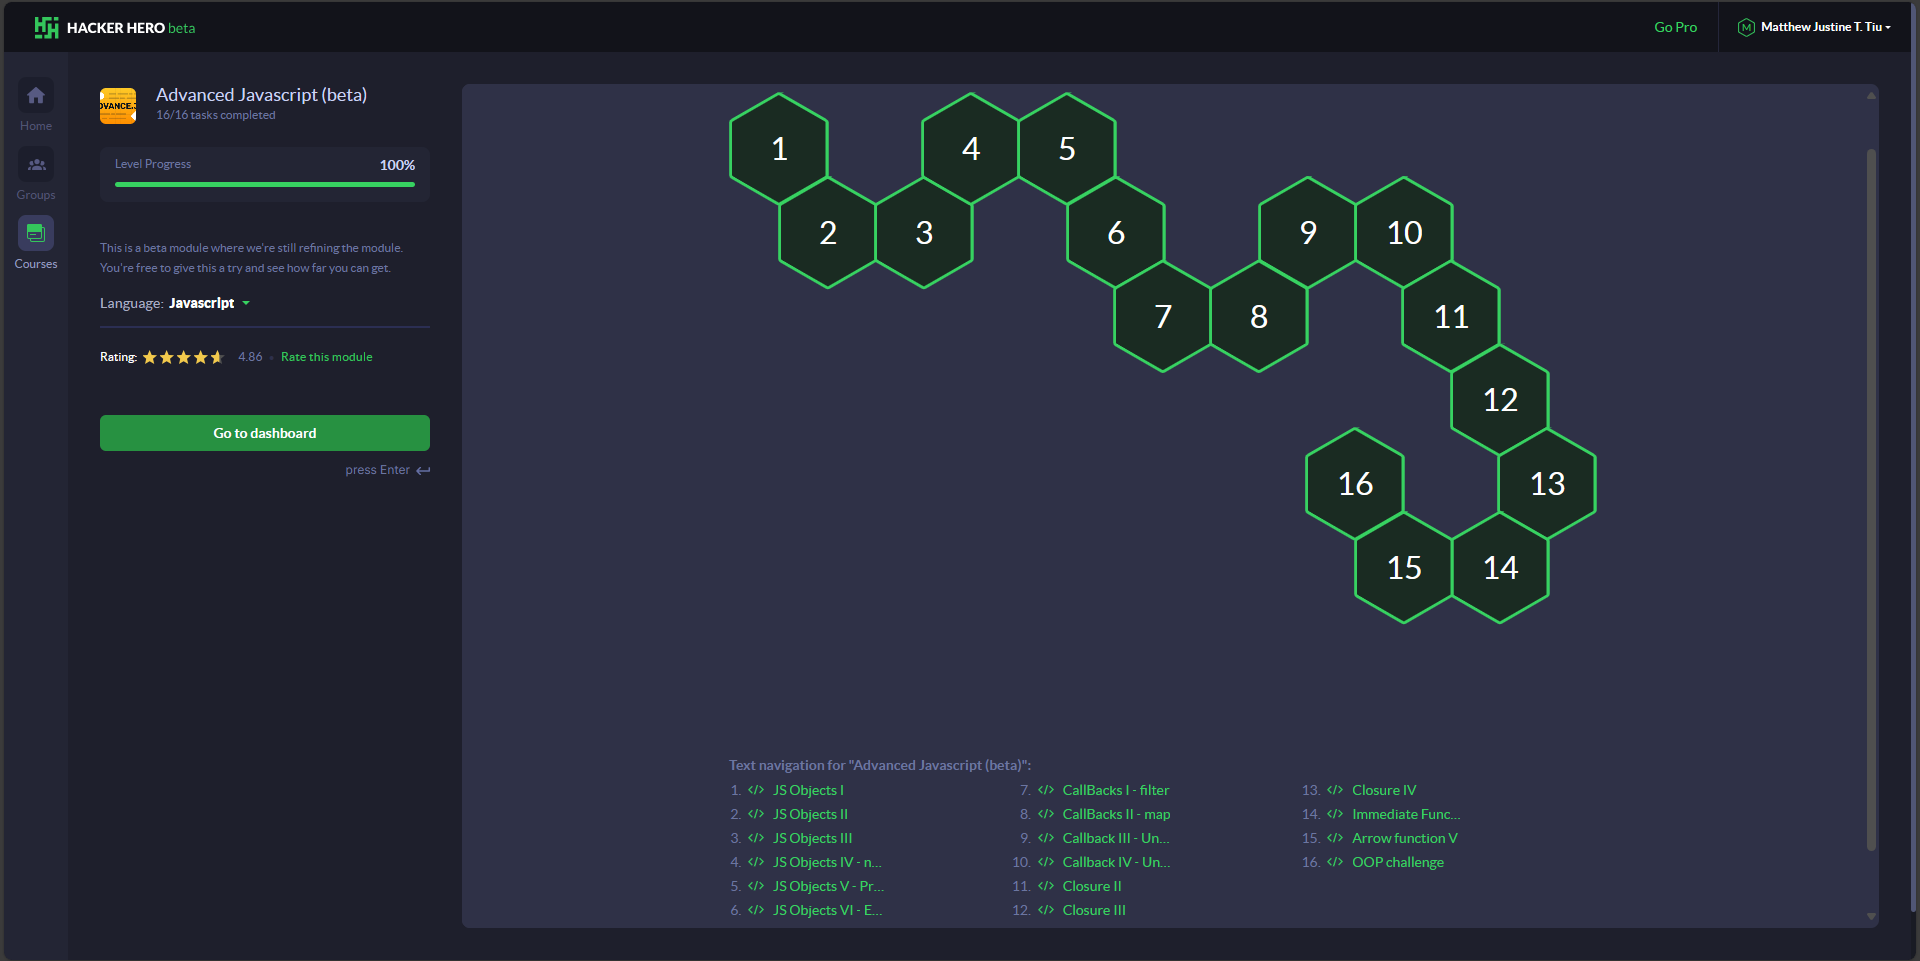 HACKER HERO beta
Go Pro
M
Matthew Justine T. Tiu
Home
Groups
Courses
DVANCE.J
Advanced Javascript (beta)
16/16 tasks completed
Level Progress
100%
This is a beta module where we're still refining the module.
You're free to give this a try and see how far you can get.
Language: Javascript
Rating: 4.86 • Rate this module
Go to dashboard
press Enter
1
2
3
4
5
6
7
8
9
10
11
12
13
14
15
16
Text navigation for "Advanced Javascript (beta)":
1. </> JS Objects I
2. </> JS Objects II
3. </> JS Objects III
4. </> JS Objects IV - n...
5. </> JS Objects V - Pr...
6. </> JS Objects VI - E...
7. </> CallBacks I - filter
8. </> CallBacks II - map
9. </> Callback III - Un...
10. </> Callback IV - Un...
11. </> Closure II
12. </> Closure III
13. </> Closure IV
14. </> Immediate Func...
15. </> Arrow function V
16. </> OOP challenge